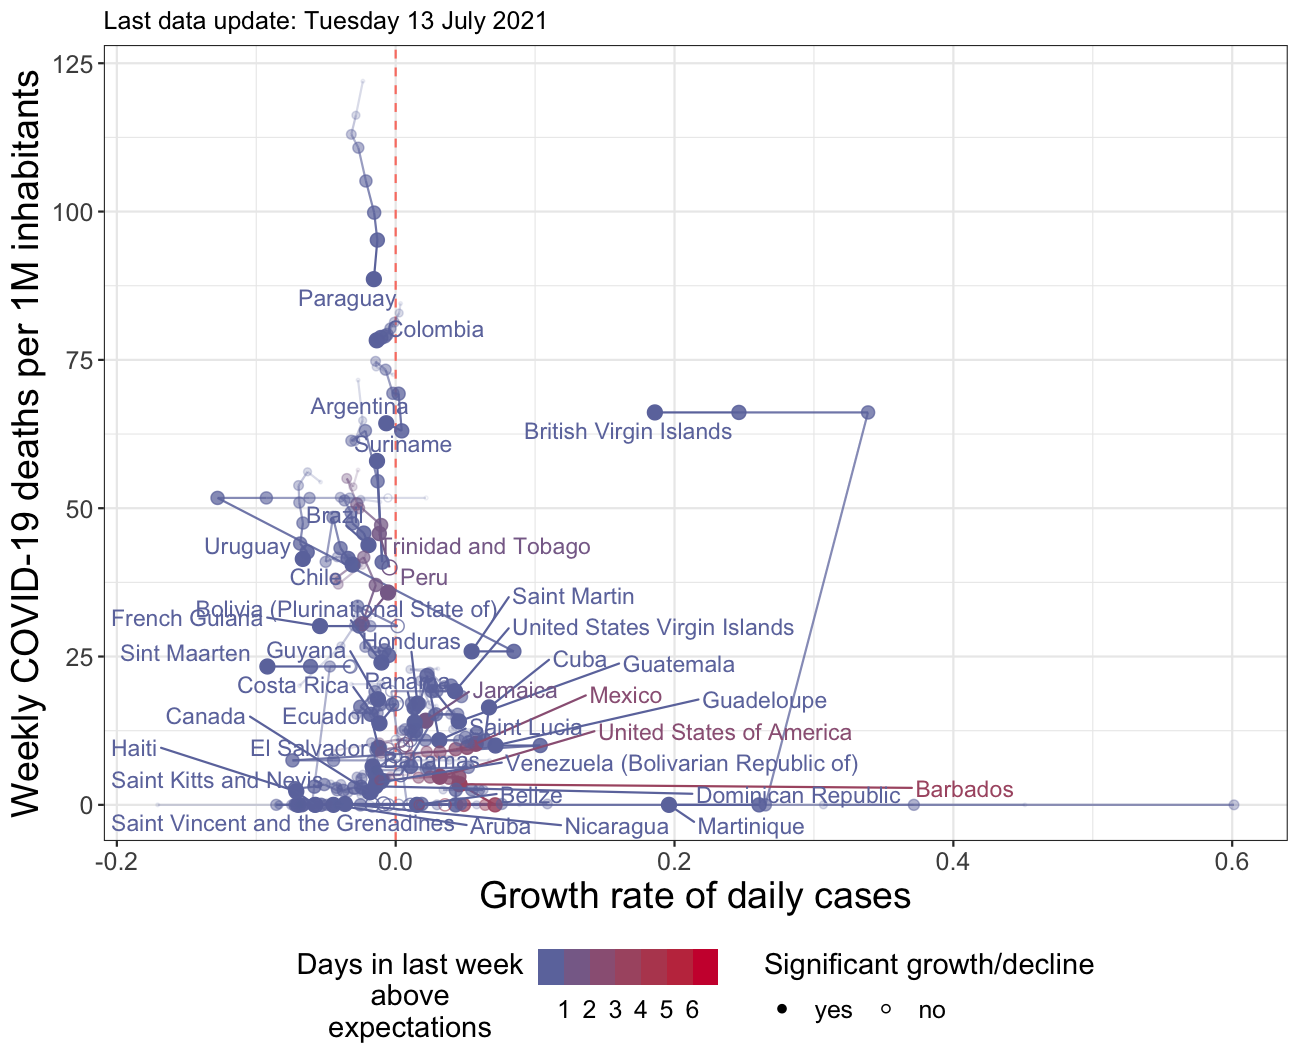 Last data update: Tuesday 13 July 2021
Weekly COVID-19 deaths per 1M inhabitants
125
100
75
50
25
0
Paraguay
Colombia
Argentina
British Virgin Islands
Suriname
Brazil
Uruguay
Trinidad and Tobago
Chile
Peru
Saint Martin
Bolivia (Plurinational State of)
French Guiana
United States Virgin Islands
Honduras
Sint Maarten
Guyana
Cuba
Guatemala
Costa Rica
Panama
Jamaica
Mexico
Guadeloupe
Canada
Ecuador
Saint Lucia
United States of America
Haiti
El Salvador
Bahamas
Venezuela (Bolivarian Republic of)
Saint Kitts and Nevis
Belize
Dominican Republic
Barbados
Saint Vincent and the Grenadines
Aruba
Nicaragua
Martinique
-0.2
0.0
0.2
0.4
0.6
Growth rate of daily cases
Days in last week
above
expectations
1 2 3 4 5 6
Significant growth/decline
yes
no